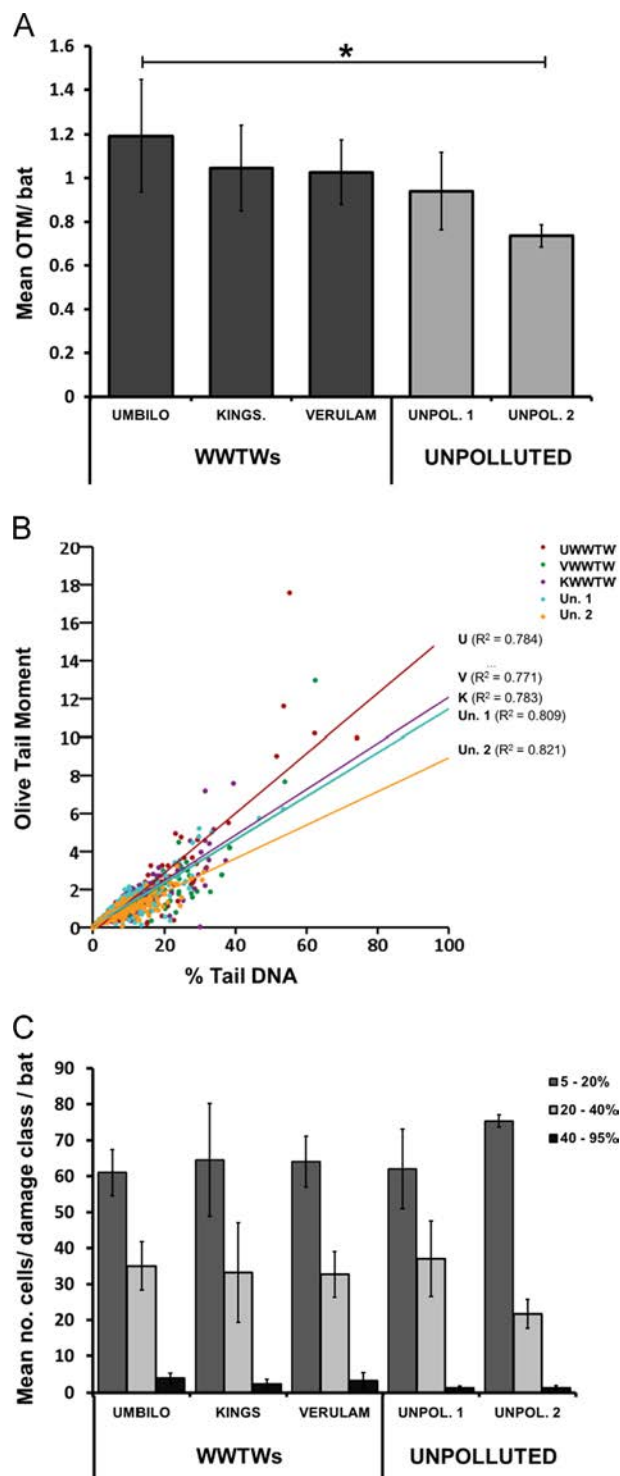 A
*
1.6
1.4
1.2
1
0.8
0.6
0.4
0.2
0
Mean OTM/ bat
UMBILO KINGS. VERULAM UNPOL. 1 UNPOL. 2
WWTWs UNPOLLUTED
B
20
18
16
14
12
10
8
6
4
2
0
Olive Tail Moment
UWWTW
VWWTW
KWWTW
Un. 1
Un. 2
U (R² = 0.784)
...
V (R² = 0.771)
K (R² = 0.783)
Un. 1 (R² = 0.809)
Un. 2 (R² = 0.821)
0 20 40 60 80 100
% Tail DNA
C
90
80
70
60
50
40
30
20
10
0
Mean no. cells/ damage class / bat
5 - 20%
20 - 40%
40 - 95%
UMBILO KINGS VERULAM UNPOL. 1 UNPOL. 2
WWTWs UNPOLLUTED